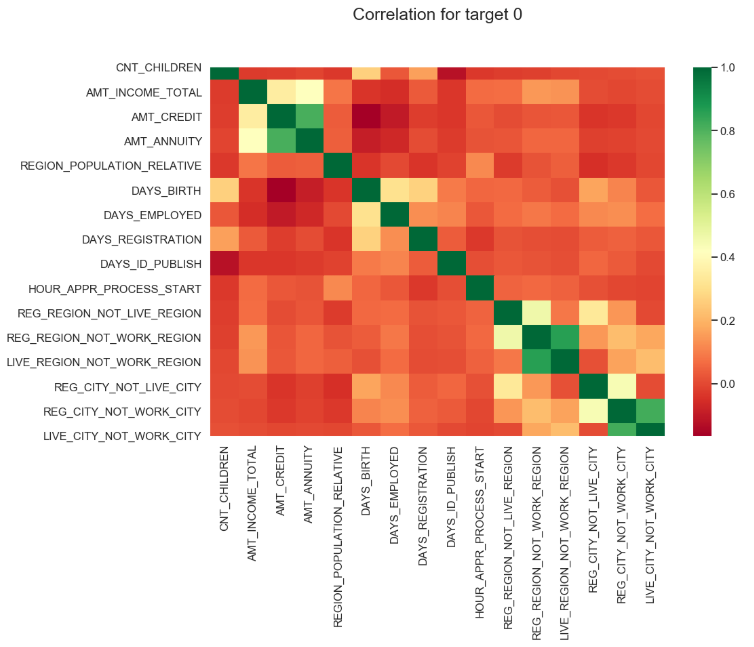 Correlation for target 0
CNT_CHILDREN
AMT_INCOME_TOTAL
AMT_CREDIT
AMT_ANNUITY
REGION_POPULATION_RELATIVE
DAYS_BIRTH
DAYS_EMPLOYED
DAYS_REGISTRATION
DAYS_ID_PUBLISH
HOUR_APPR_PROCESS_START
REG_REGION_NOT_LIVE_REGION
REG_REGION_NOT_WORK_REGION
LIVE_REGION_NOT_WORK_REGION
REG_CITY_NOT_LIVE_CITY
REG_CITY_NOT_WORK_CITY
LIVE_CITY_NOT_WORK_CITY
CNT_CHILDREN
AMT_INCOME_TOTAL
AMT_CREDIT
AMT_ANNUITY
REGION_POPULATION_RELATIVE
DAYS_BIRTH
DAYS_EMPLOYED
DAYS_REGISTRATION
DAYS_ID_PUBLISH
HOUR_APPR_PROCESS_START
REG_REGION_NOT_LIVE_REGION
REG_REGION_NOT_WORK_REGION
LIVE_REGION_NOT_WORK_REGION
REG_CITY_NOT_LIVE_CITY
REG_CITY_NOT_WORK_CITY
LIVE_CITY_NOT_WORK_CITY
1.0
0.8
0.6
0.4
0.2
0.0